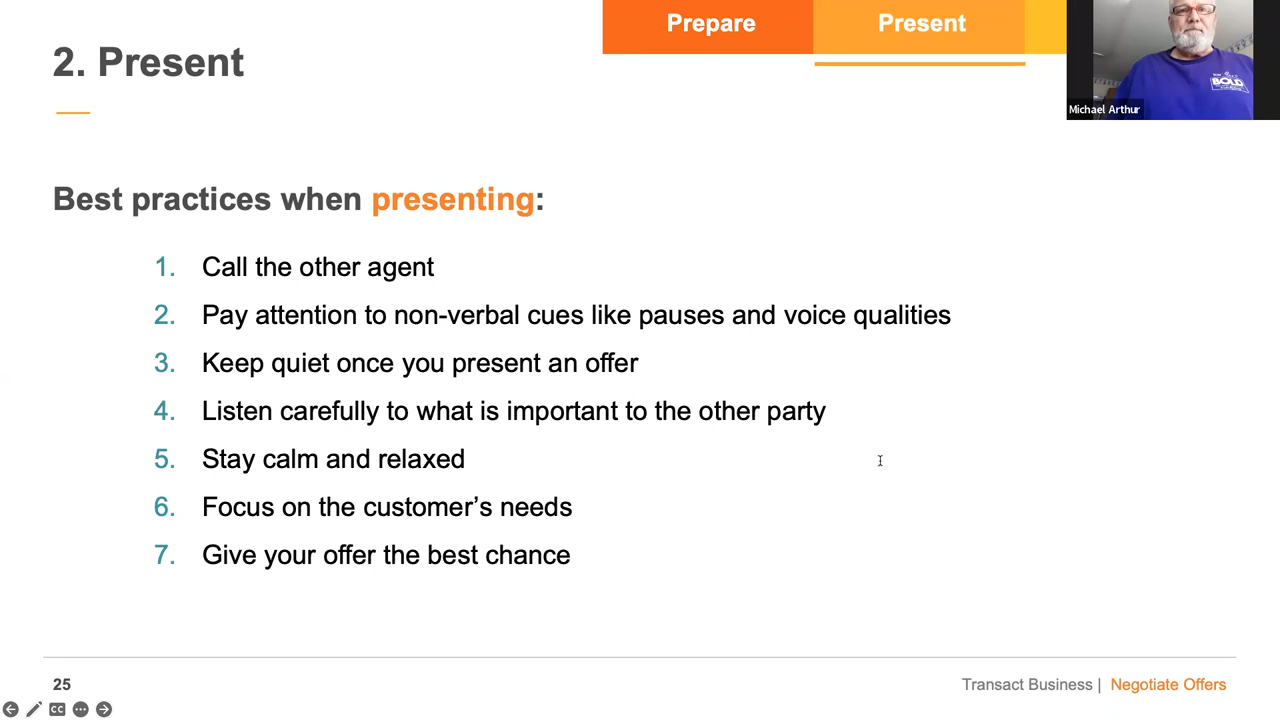 Prepare
Present
2. Present
BOLD
Michael Arthur
Best practices when presenting:
1. Call the other agent
2. Pay attention to non-verbal cues like pauses and voice qualities
3. Keep quiet once you present an offer
4. Listen carefully to what is important to the other party
5. Stay calm and relaxed
6. Focus on the customer’s needs
7. Give your offer the best chance
25
Transact Business | Negotiate Offers
CC